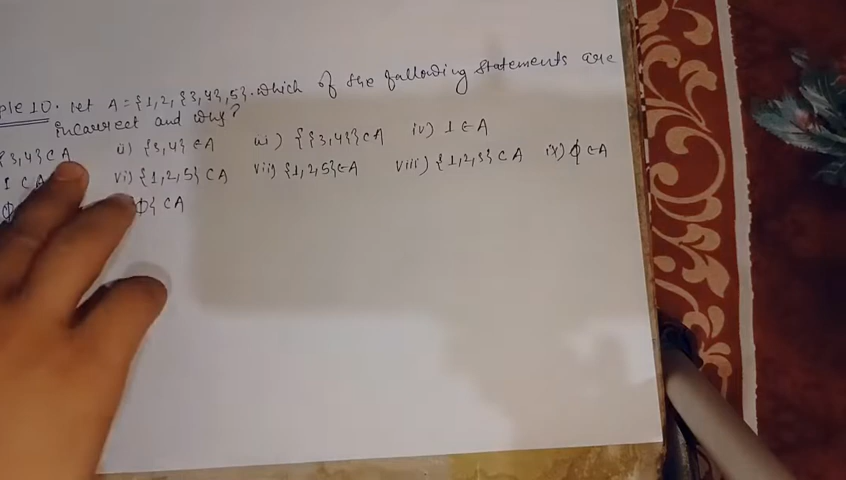 ple 10. let A = {1, 2, {3, 4}, 5}. which of the following statements are
incorrect and why?
{3, 4} ⊂ A ii) {3, 4} ∈ A iii) {{3, 4}} ⊂ A iv) 1 ∈ A
1 ⊂ A vi) {1, 2, 5} ⊂ A vii) {1, 2, 5} ∈ A viii) {1, 2, 3} ⊂ A ix) ϕ ∈ A
ϕ ϕ} ⊂ A